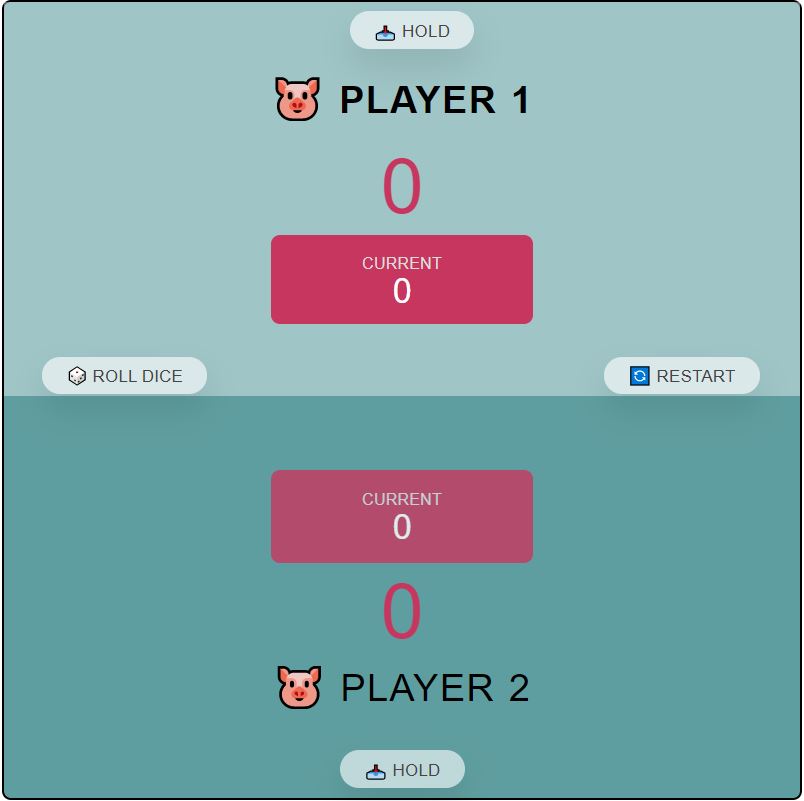 HOLD
PLAYER 1
0
CURRENT
0
ROLL DICE
RESTART
CURRENT
0
0
PLAYER 2
HOLD